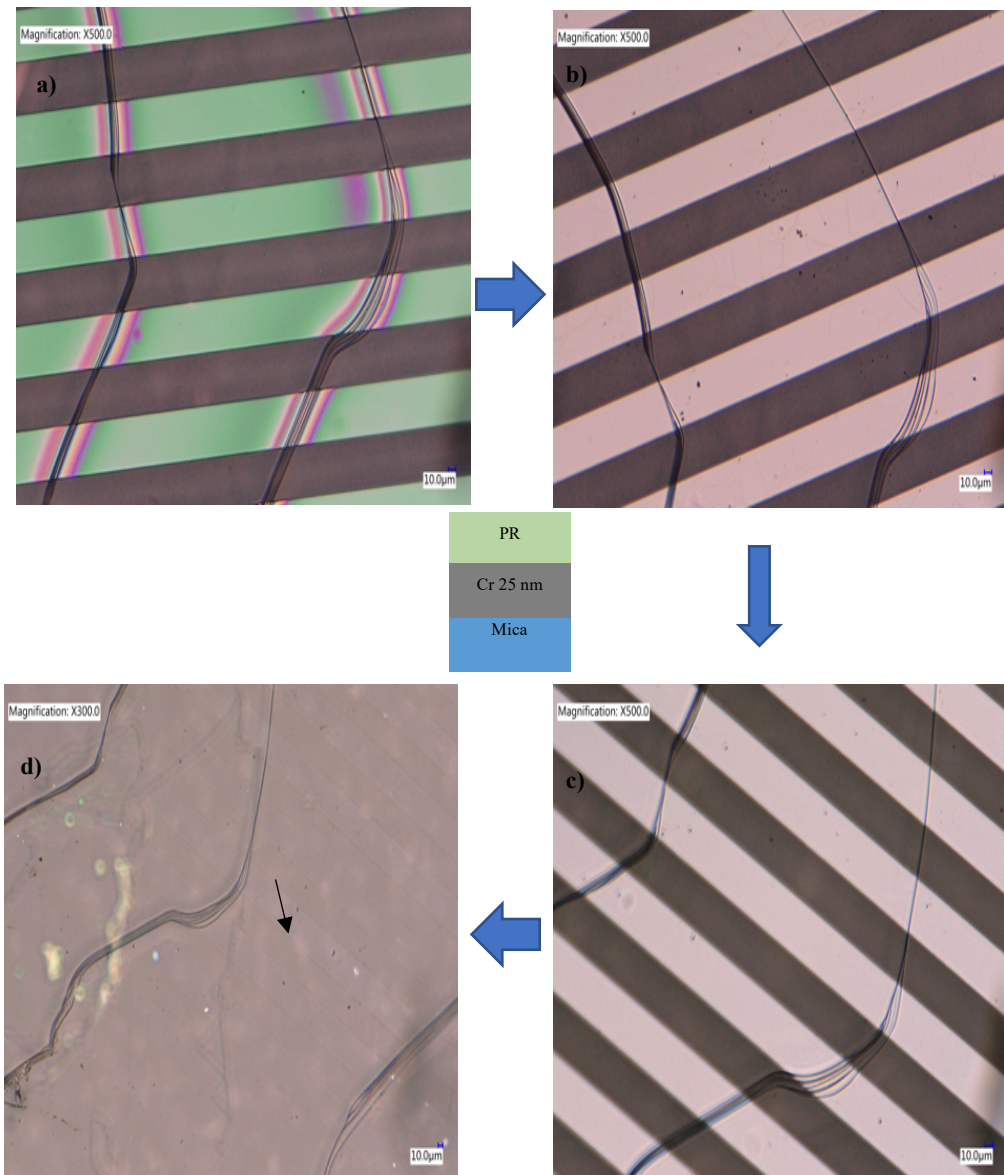 Magnification: X500.0
a)
10.0μm
Magnification: X500.0
b)
10.0μm
PR
Cr 25 nm
Mica
Magnification: X300.0
d)
10.0μm
Magnification: X500.0
c)
10.0μm